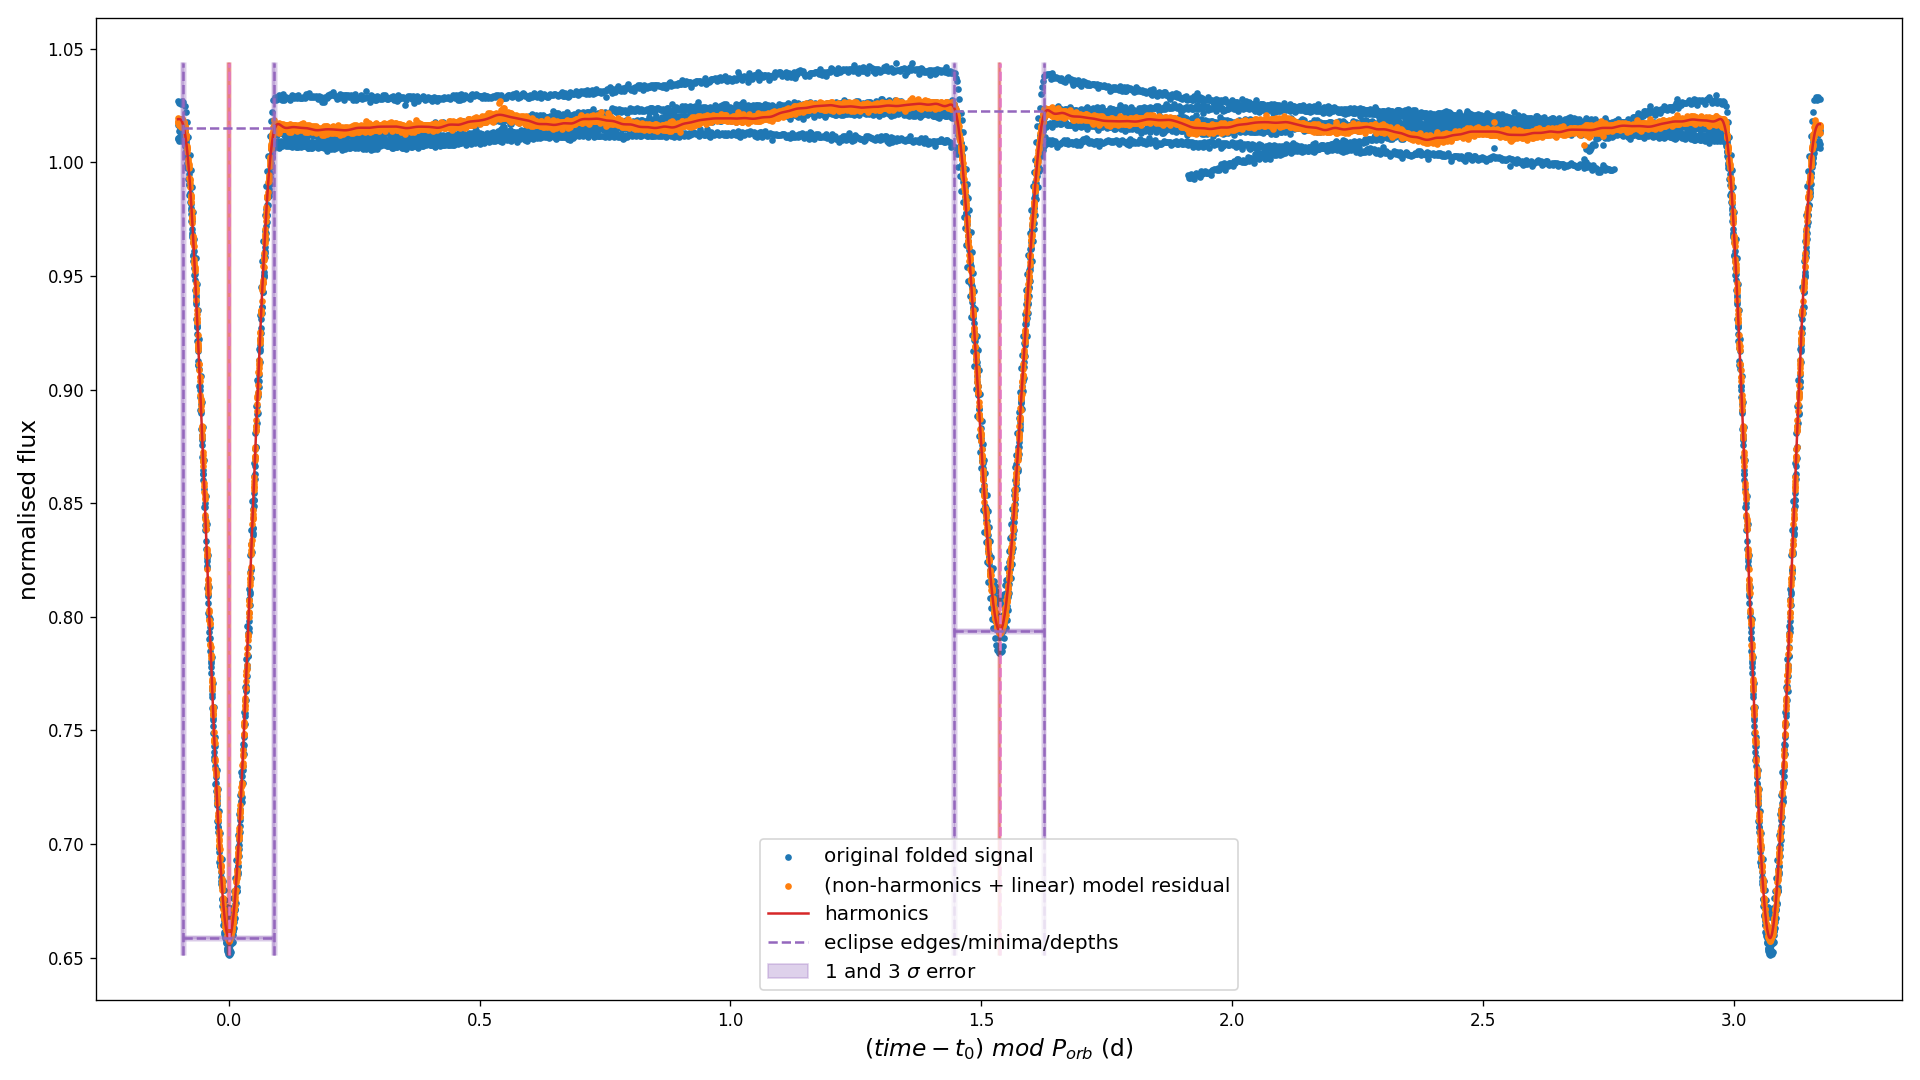 normalised flux
1.05
1.00
0.95
0.90
0.85
0.80
0.75
0.70
0.65
original folded signal
(non-harmonics + linear) model residual
harmonics
eclipse edges/minima/depths
1 and 3 σ error
0.0 0.5 1.0 1.5 2.0 2.5 3.0
(time − t₀) mod P_orb (d)